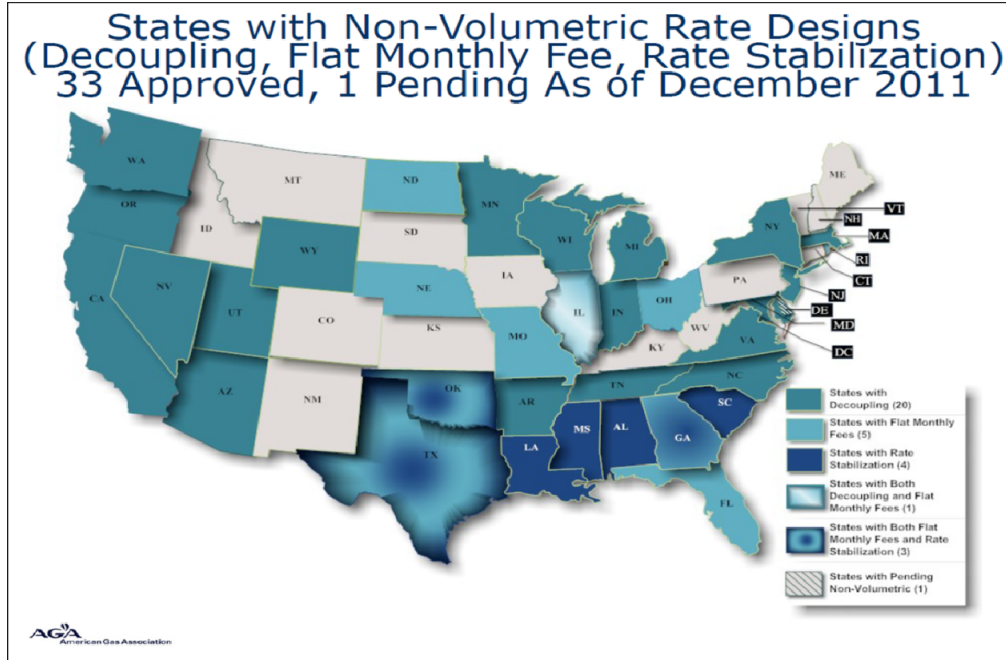 States with Non-Volumetric Rate Designs
(Decoupling, Flat Monthly Fee, Rate Stabilization)
33 Approved, 1 Pending As of December 2011
WA
OR
CA
NV
ID
MT
WY
UT
AZ
CO
NM
ND
SD
NE
KS
OK
TX
MN
IA
MO
AR
LA
WI
IL
MI
IN
OH
KY
TN
MS
AL
GA
FL
SC
NC
VA
WV
PA
NY
ME
VT
NH
MA
RI
CT
NJ
DE
MD
DC
States with
Decoupling (20)
States with Flat Monthly
Fees (5)
States with Rate
Stabilization (4)
States with Both
Decoupling and Flat
Monthly Fees (1)
States with Both Flat
Monthly Fees and Rate
Stabilization (3)
States with Pending
Non-Volumetric (1)
AGA
American Gas Association